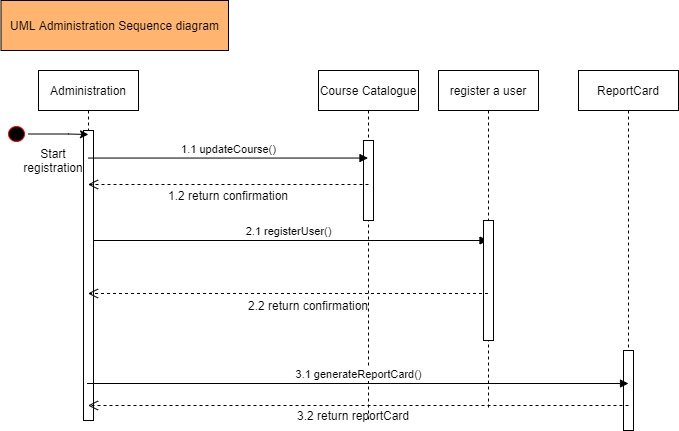 UML Administration Sequence diagram
Administration
Course Catalogue
register a user
ReportCard
Start
registration
1.1 updateCourse()
1.2 return confirmation
2.1 registerUser()
2.2 return confirmation
3.1 generateReportCard()
3.2 return reportCard